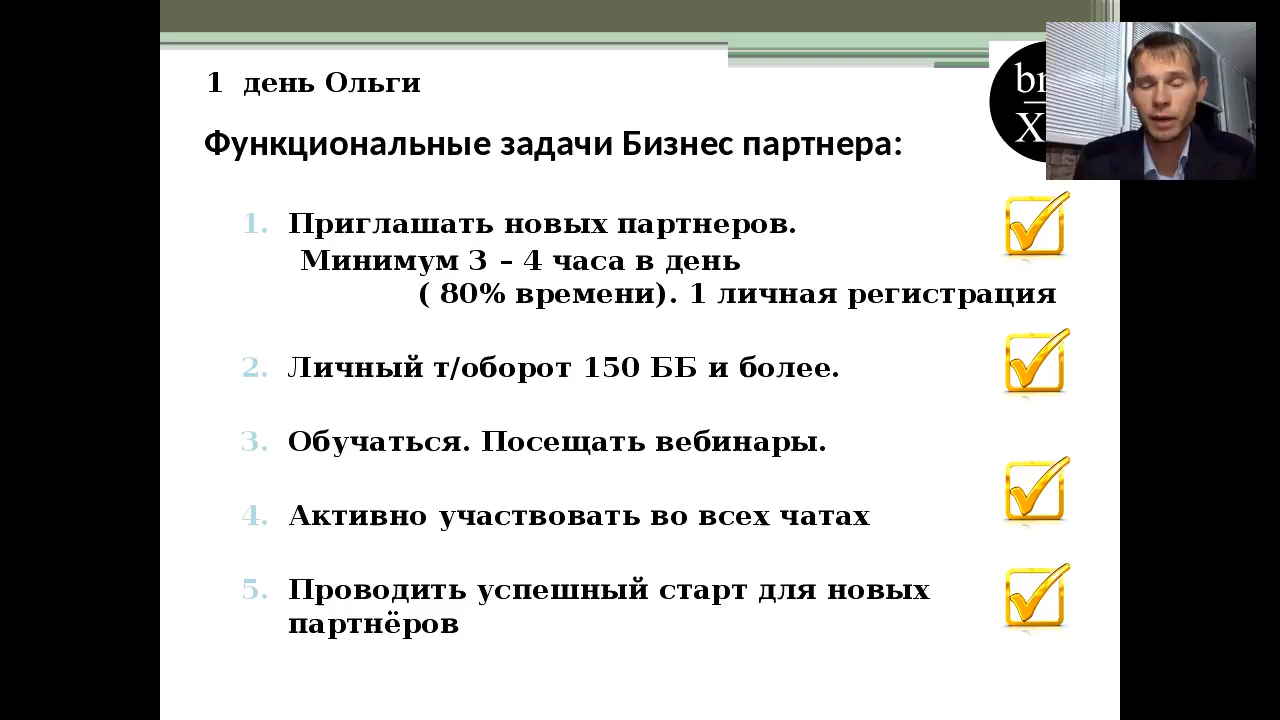 1 день Ольги
Функциональные задачи Бизнес партнера:
1. Приглашать новых партнеров.
Минимум 3 – 4 часа в день
( 80% времени). 1 личная регистрация
2. Личный т/оборот 150 ББ и более.
3. Обучаться. Посещать вебинары.
4. Активно участвовать во всех чатах
5. Проводить успешный старт для новых
партнёров